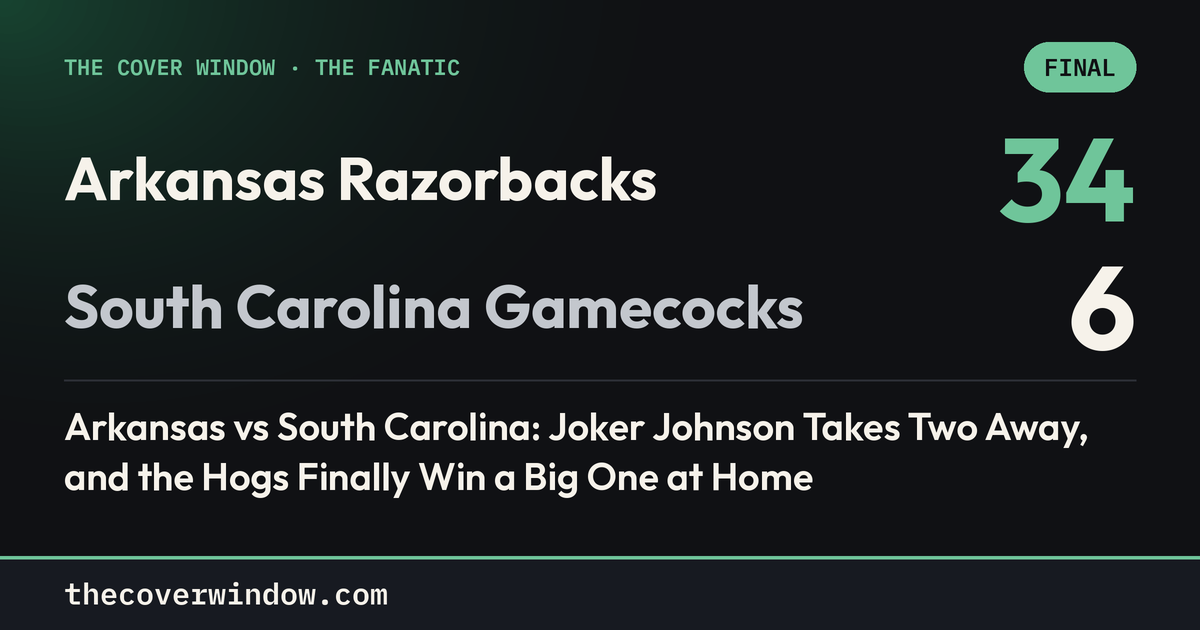 THE COVER WINDOW · THE FANATIC
FINAL
Arkansas Razorbacks 34
South Carolina Gamecocks 6
Arkansas vs South Carolina: Joker Johnson Takes Two Away,
and the Hogs Finally Win a Big One at Home
thecoverwindow.com